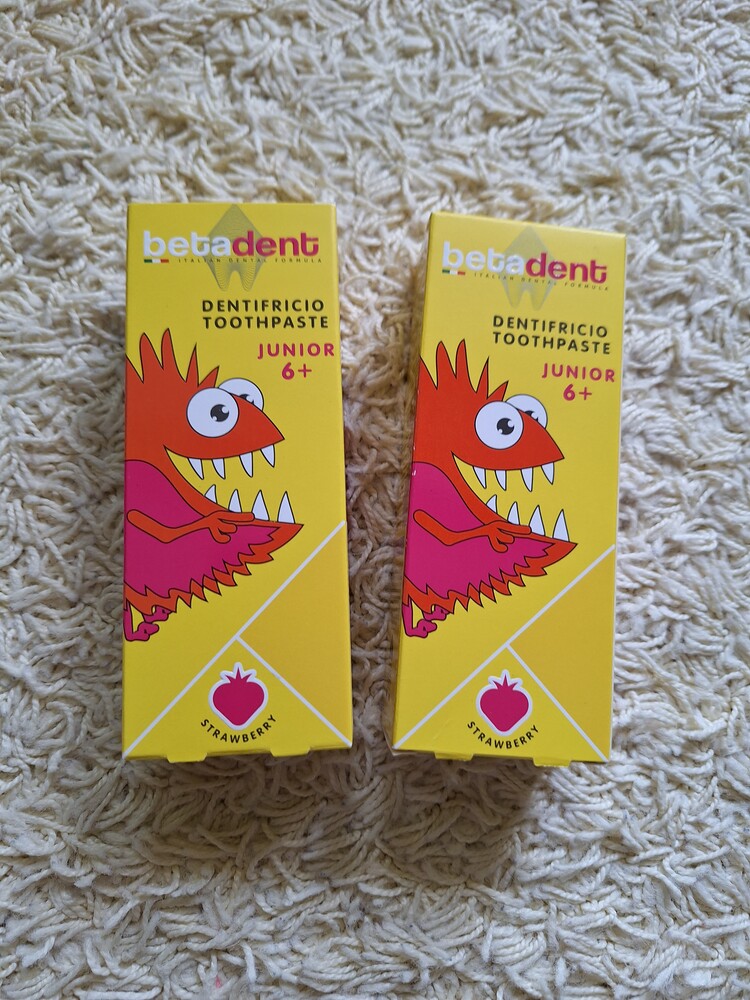 betadent
ITALIAN DENTAL FORMULA
DENTIFRICIO
TOOTHPASTE
JUNIOR
6+
STRAWBERRY
betadent
ITALIAN DENTAL FORMULA
DENTIFRICIO
TOOTHPASTE
JUNIOR
6+
STRAWBERRY